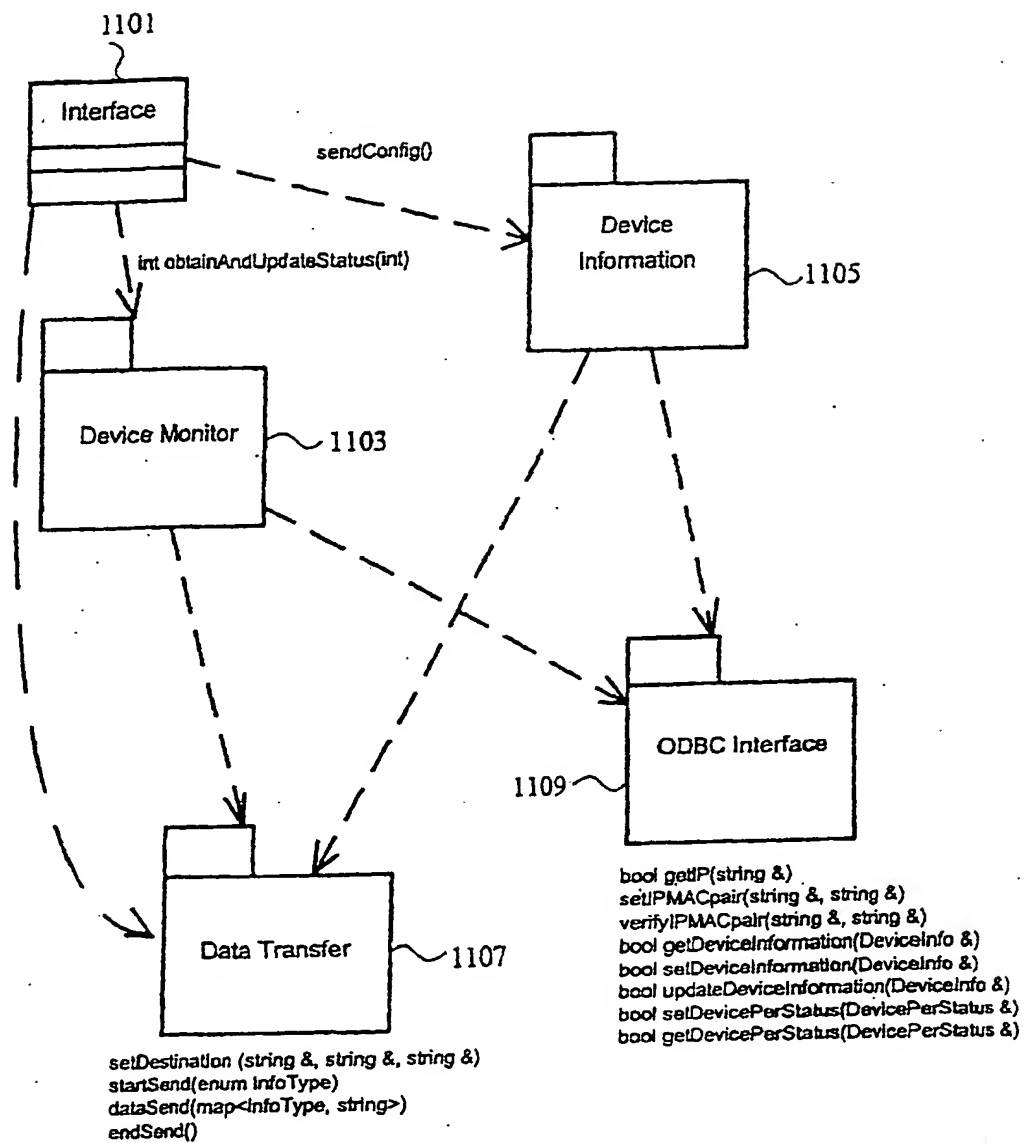 1101
Interface
sendConfig()
Device
Information
1105
int obtainAndUpdateStatus(int)
Device Monitor
1103
ODBC Interface
1109
Data Transfer
1107
bool getIP(string &)
setIPMACpair(string &, string &)
verifyIPMACpair(string &, string &)
bool getDeviceInformation(DeviceInfo &)
bool setDeviceInformation(DeviceInfo &)
bool updateDeviceInformation(DeviceInfo &)
bool setDevicePerStatus(DevicePerStatus &)
bool getDevicePerStatus(DevicePerStatus &)
setDestination (string &, string &, string &)
startSend(enum InfoType)
dataSend(map<InfoType, string>)
endSend()